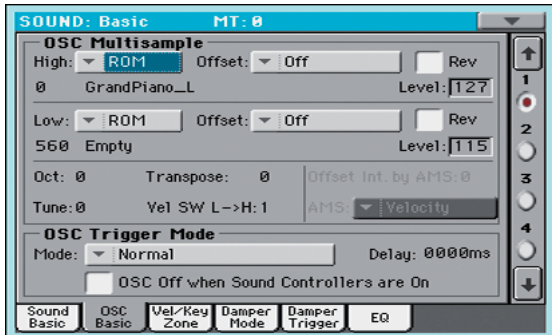 SOUND: Basic MT: 0
OSC Multisample
High: ROM Offset: Off Rev
0 GrandPiano_L Level: 127
Low: ROM Offset: Off Rev
560 Empty Level: 115
Oct: 0 Transpose: 0 Offset Int. by AMS: 0
Tune: 0 Vel SW L->H: 1 AMS: Velocity
OSC Trigger Mode
Mode: Normal Delay: 0000ms
OSC Off when Sound Controllers are On
1
2
3
4
Sound Basic
OSC Basic
Vel/Key Zone
Damper Mode
Damper Trigger
EQ